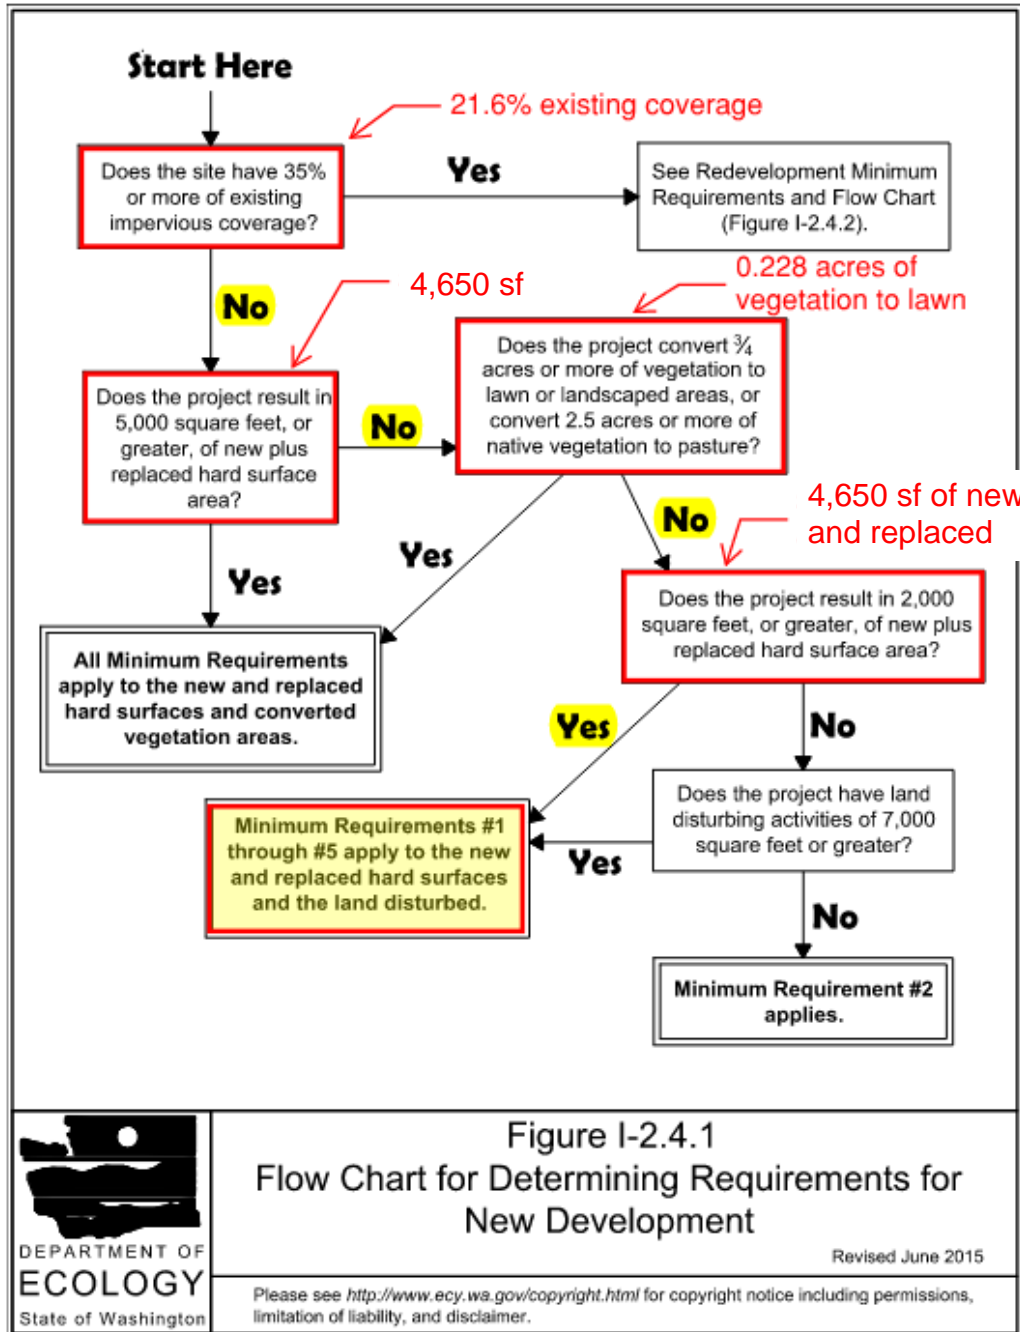 Start Here
21.6% existing coverage
Does the site have 35%
or more of existing
impervious coverage?
Yes
See Redevelopment Minimum
Requirements and Flow Chart
(Figure I-2.4.2).
No
4,650 sf
0.228 acres of
vegetation to lawn
Does the project result in
5,000 square feet, or
greater, of new plus
replaced hard surface
area?
No
Does the project convert ¾
acres or more of vegetation to
lawn or landscaped areas, or
convert 2.5 acres or more of
native vegetation to pasture?
Yes
Yes
No
4,650 sf of new
and replaced
All Minimum Requirements
apply to the new and replaced
hard surfaces and converted
vegetation areas.
Does the project result in 2,000
square feet, or greater, of new plus
replaced hard surface area?
Yes
No
Minimum Requirements #1
through #5 apply to the new
and replaced hard surfaces
and the land disturbed.
Yes
Does the project have land
disturbing activities of 7,000
square feet or greater?
No
Minimum Requirement #2
applies.
DEPARTMENT OF
ECOLOGY
State of Washington
Figure I-2.4.1
Flow Chart for Determining Requirements for
New Development
Revised June 2015
Please see http://www.ecy.wa.gov/copyright.html for copyright notice including permissions,
limitation of liability, and disclaimer.